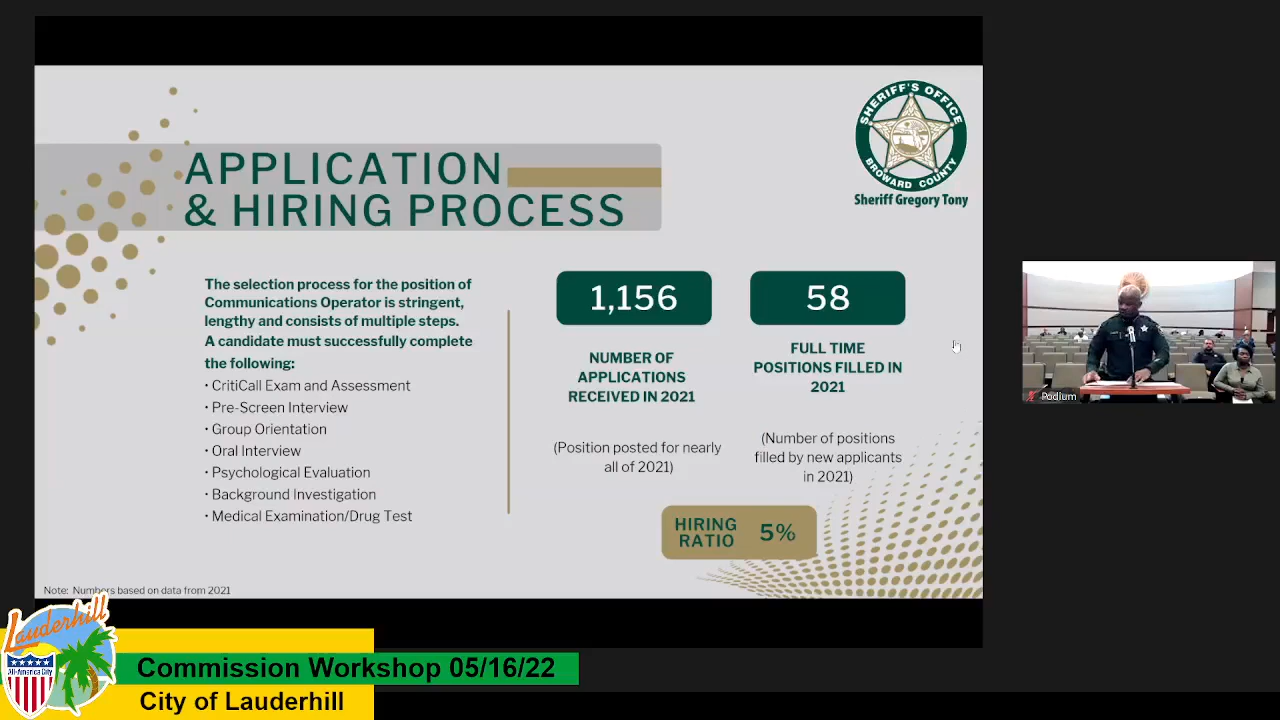 SHERIFF'S OFFICE
BROWARD COUNTY
Sheriff Gregory Tony
APPLICATION
& HIRING PROCESS
The selection process for the position of
Communications Operator is stringent,
lengthy and consists of multiple steps.
A candidate must successfully complete
the following:
• CritiCall Exam and Assessment
• Pre-Screen Interview
• Group Orientation
• Oral Interview
• Psychological Evaluation
• Background Investigation
• Medical Examination/Drug Test
1,156
NUMBER OF
APPLICATIONS
RECEIVED IN 2021
(Position posted for nearly
all of 2021)
58
FULL TIME
POSITIONS FILLED IN
2021
(Number of positions
filled by new applicants
in 2021)
HIRING
RATIO
5%
Note: Numbers based on data from 2021
Podium
Lauderhill
All-America City
Commission Workshop 05/16/22
City of Lauderhill